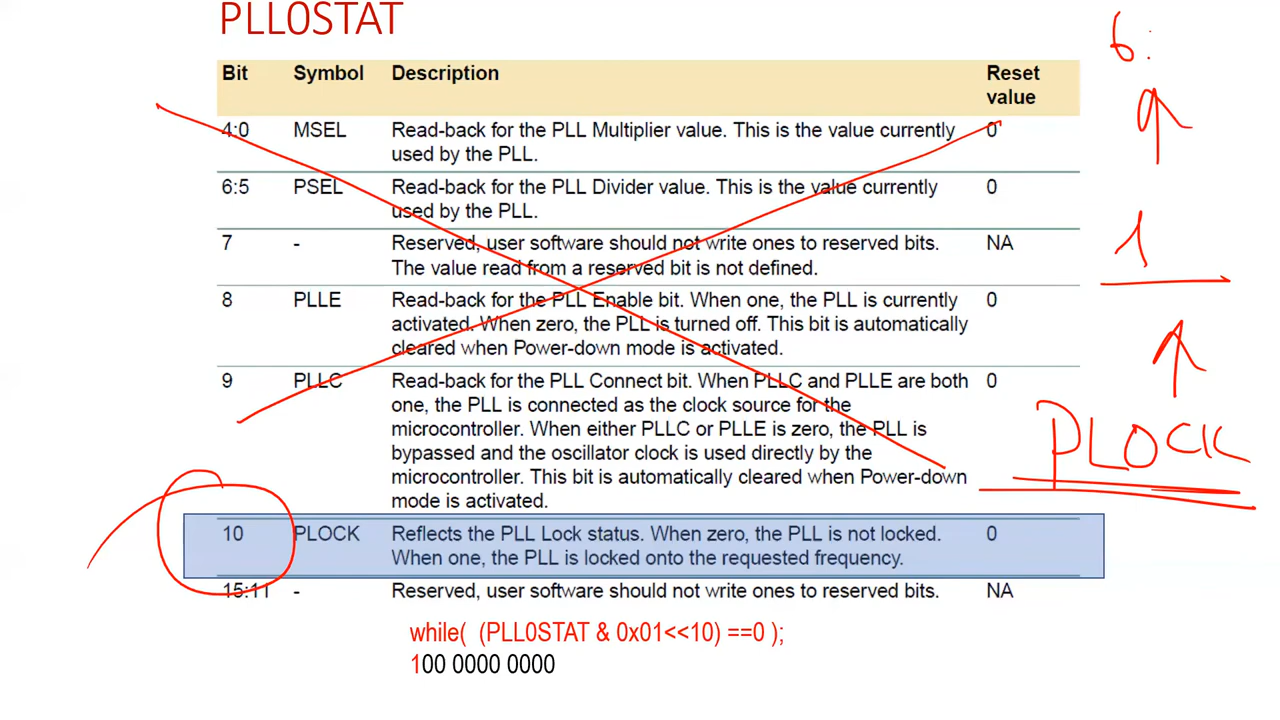 PLL0STAT
Bit Symbol Description Reset value
4:0 MSEL Read-back for the PLL Multiplier value. This is the value currently 0
used by the PLL.
6:5 PSEL Read-back for the PLL Divider value. This is the value currently 0
used by the PLL.
7 - Reserved, user software should not write ones to reserved bits. NA
The value read from a reserved bit is not defined.
8 PLLE Read-back for the PLL Enable bit. When one, the PLL is currently 0
activated. When zero, the PLL is turned off. This bit is automatically
cleared when Power-down mode is activated.
9 PLLC Read-back for the PLL Connect bit. When PLLC and PLLE are both 0
one, the PLL is connected as the clock source for the
microcontroller. When either PLLC or PLLE is zero, the PLL is
bypassed and the oscillator clock is used directly by the
microcontroller. This bit is automatically cleared when Power-down
mode is activated.
10 PLOCK Reflects the PLL Lock status. When zero, the PLL is not locked. 0
When one, the PLL is locked onto the requested frequency.
15:11 - Reserved, user software should not write ones to reserved bits. NA
while( (PLL0STAT & 0x01<<10) ==0 );
100 0000 0000
6:
1
PLOCK